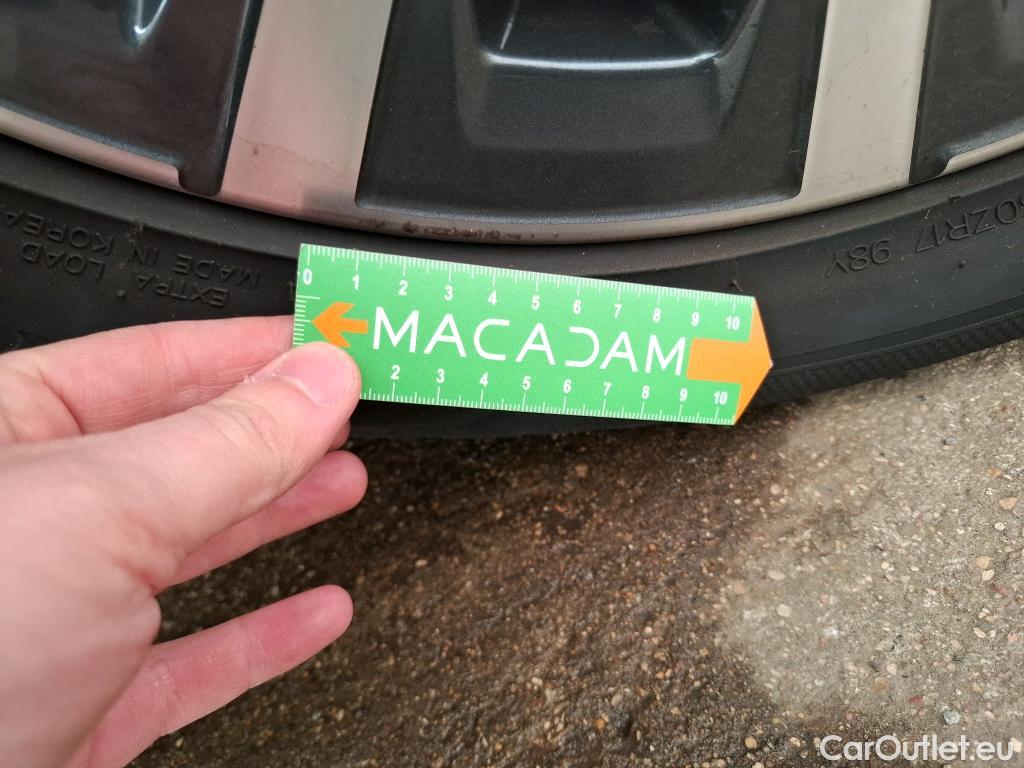 EXTRA LOAD
MADE IN KOREA
50ZR17 98Y
0 1 2 3 4 5 6 7 8 9 10
MACADAM
2 3 4 5 6 7 8 9 10
CarOutlet.eu